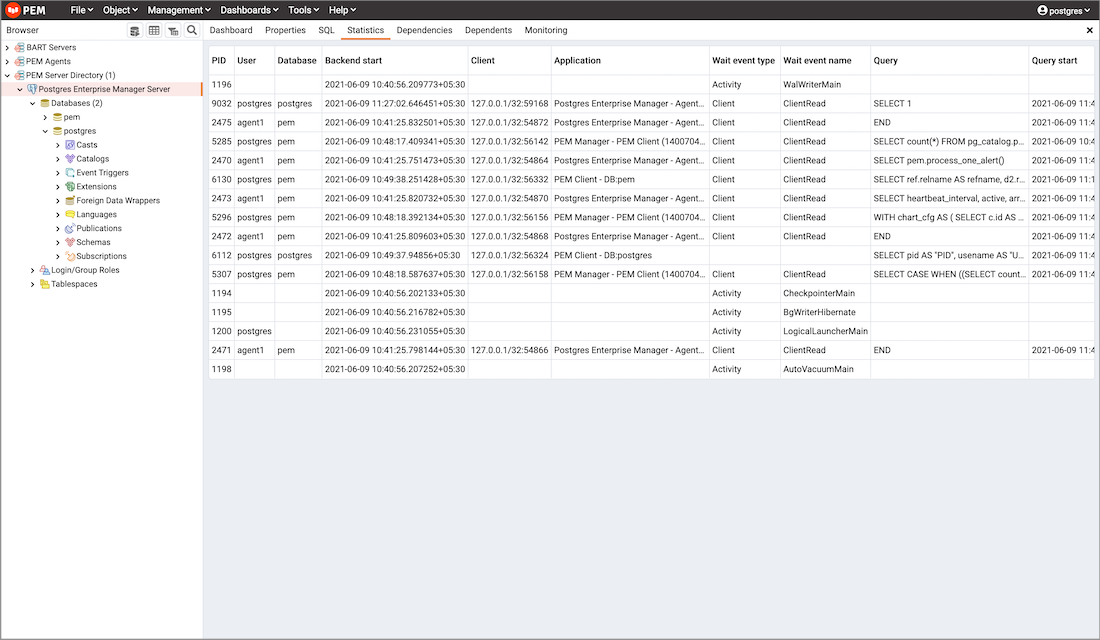 PEM File Object Management Dashboards Tools Help postgres
Browser Dashboard Properties SQL Statistics Dependencies Dependents Monitoring
BART Servers
PEM Agents
PEM Server Directory (1)
Postgres Enterprise Manager Server
Databases (2)
pem
postgres
Casts
Catalogs
Event Triggers
Extensions
Foreign Data Wrappers
Languages
Publications
Schemas
Subscriptions
Login/Group Roles
Tablespaces
PID User Database Backend start Client Application Wait event type Wait event name Query Query start
1196 2021-06-09 10:40:56.209773+05:30 Activity WalWriterMain
9032 postgres postgres 2021-06-09 11:27:02.646451+05:30 127.0.0.1/32:59168 Postgres Enterprise Manager - Agent... Client ClientRead SELECT 1 2021-06-09 11:4
2475 agent1 pem 2021-06-09 10:41:25.832501+05:30 127.0.0.1/32:54872 Postgres Enterprise Manager - Agent... Client ClientRead END 2021-06-09 11:4
5285 postgres pem 2021-06-09 10:48:17.409341+05:30 127.0.0.1/32:56142 PEM Manager - PEM Client (1400704... Client ClientRead SELECT count(*) FROM pg_catalog.p... 2021-06-09 10:4
2470 agent1 pem 2021-06-09 10:41:25.751473+05:30 127.0.0.1/32:54864 Postgres Enterprise Manager - Agent... Client ClientRead SELECT pem.process_one_alert() 2021-06-09 11:4
6130 postgres pem 2021-06-09 10:49:38.251428+05:30 127.0.0.1/32:56332 PEM Client - DB:pem Client ClientRead SELECT ref.relname AS refname, d2.r... 2021-06-09 11:1
2473 agent1 pem 2021-06-09 10:41:25.820732+05:30 127.0.0.1/32:54870 Postgres Enterprise Manager - Agent... Client ClientRead SELECT heartbeat_interval, active, arr... 2021-06-09 11:4
5296 postgres pem 2021-06-09 10:48:18.392134+05:30 127.0.0.1/32:56156 PEM Manager - PEM Client (1400704... Client ClientRead WITH chart_cfg AS ( SELECT c.id AS ... 2021-06-09 11:4
2472 agent1 pem 2021-06-09 10:41:25.809603+05:30 127.0.0.1/32:54868 Postgres Enterprise Manager - Agent... Client ClientRead END 2021-06-09 11:4
6112 postgres postgres 2021-06-09 10:49:37.94856+05:30 127.0.0.1/32:56324 PEM Client - DB:postgres SELECT pid AS "PID", usename AS "U... 2021-06-09 11:4
5307 postgres pem 2021-06-09 10:48:18.587637+05:30 127.0.0.1/32:56158 PEM Manager - PEM Client (1400704... Client ClientRead SELECT CASE WHEN ((SELECT count... 2021-06-09 11:4
1194 2021-06-09 10:40:56.202133+05:30 Activity CheckpointerMain
1195 2021-06-09 10:40:56.216782+05:30 Activity BgWriterHibernate
1200 postgres 2021-06-09 10:40:56.231055+05:30 Activity LogicalLauncherMain
2471 agent1 pem 2021-06-09 10:41:25.798144+05:30 127.0.0.1/32:54866 Postgres Enterprise Manager - Agent... Client ClientRead END 2021-06-09 11:4
1198 2021-06-09 10:40:56.207252+05:30 Activity AutoVacuumMain